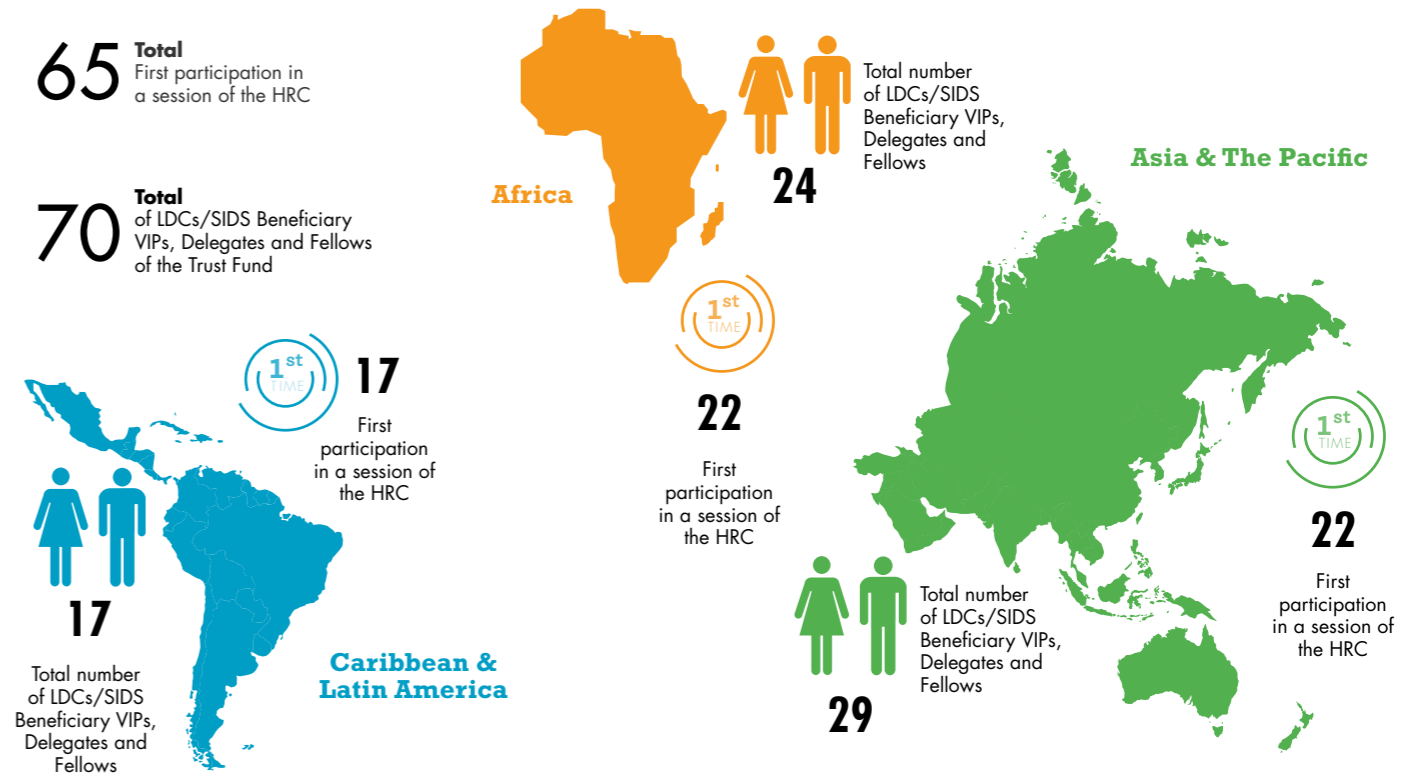 65
Total
First participation in
a session of the HRC
70
Total
of LDCs/SIDS Beneficiary
VIPs, Delegates and Fellows
of the Trust Fund
Africa
Total number
of LDCs/SIDS
Beneficiary VIPs,
Delegates and
Fellows
24
1st
TIME
22
First
participation
in a session of
the HRC
Asia & The Pacific
1st
TIME
22
First
participation
in a session of
the HRC
Total number
of LDCs/SIDS
Beneficiary VIPs,
Delegates and
Fellows
29
1st
TIME
17
First
participation
in a session of
the HRC
17
Total number
of LDCs/SIDS
Beneficiary VIPs,
Delegates and
Fellows
Caribbean &
Latin America